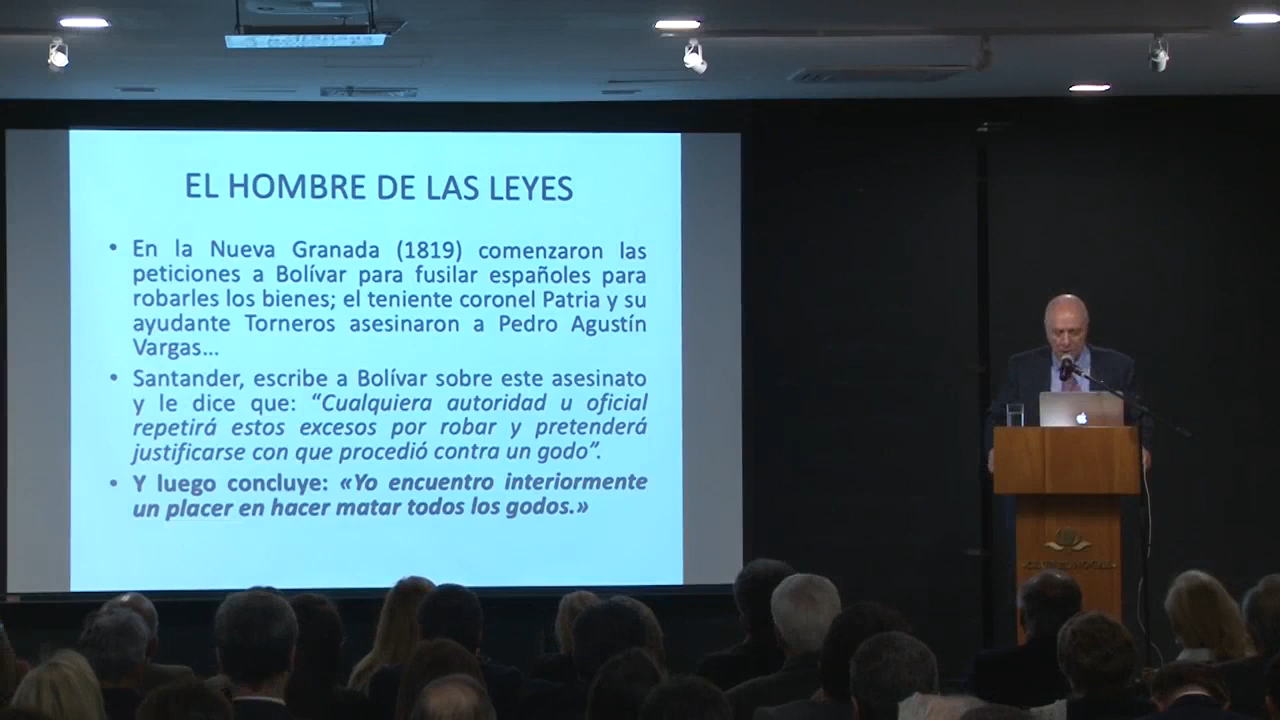 EL HOMBRE DE LAS LEYES
• En la Nueva Granada (1819) comenzaron las
peticiones a Bolívar para fusilar españoles para
robarles los bienes; el teniente coronel Patria y su
ayudante Torneros asesinaron a Pedro Agustín
Vargas...
• Santander, escribe a Bolívar sobre este asesinato
y le dice que: “Cualquiera autoridad u oficial
repetirá estos excesos por robar y pretenderá
justificarse con que procedió contra un godo”.
• Y luego concluye: «Yo encuentro interiormente
un placer en hacer matar todos los godos.»